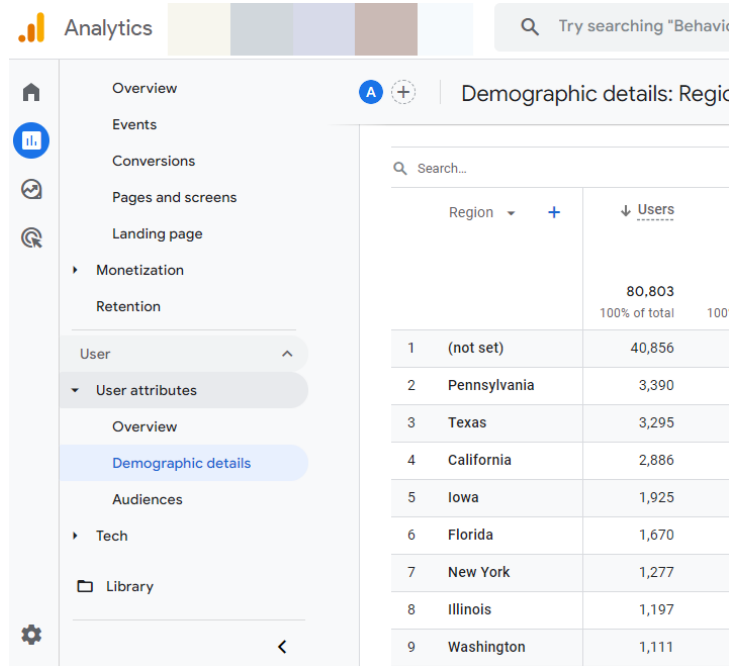 Analytics
Try searching "Behavio
Overview
Events
Conversions
Pages and screens
Landing page
Monetization
Retention
User
User attributes
Overview
Demographic details
Audiences
Tech
Library
A
Demographic details: Regio
Search...
Region
Users
80,803
100% of total
100
1 (not set) 40,856
2 Pennsylvania 3,390
3 Texas 3,295
4 California 2,886
5 Iowa 1,925
6 Florida 1,670
7 New York 1,277
8 Illinois 1,197
9 Washington 1,111